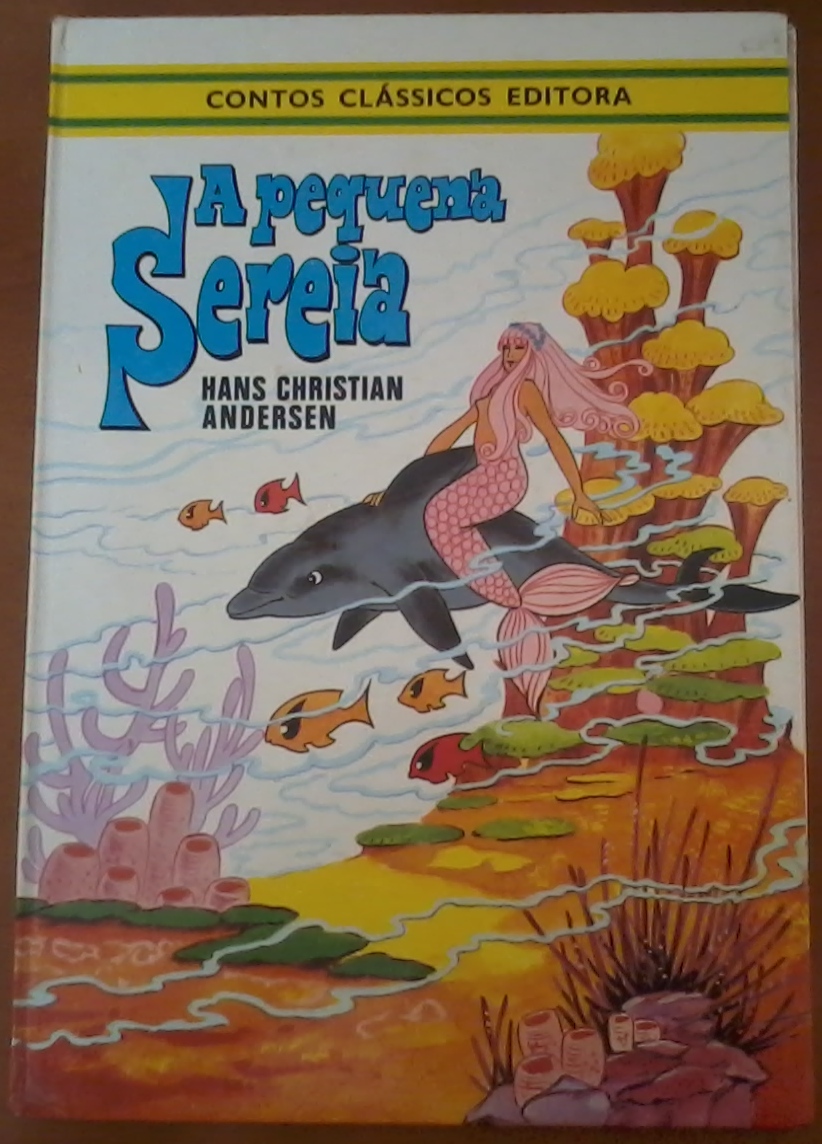 CONTOS CLÁSSICOS EDITORA
A pequena
Sereia
HANS CHRISTIAN
ANDERSEN